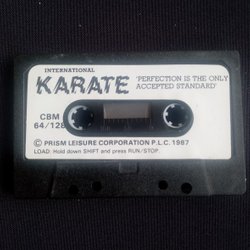 INTERNATIONAL
KARATE
'PERFECTION IS THE ONLY
ACCEPTED STANDARD'
CBM
64/128
© PRISM LEISURE CORPORATION P.L.C. 1987
LOAD: Hold down SHIFT and press RUN/STOP.